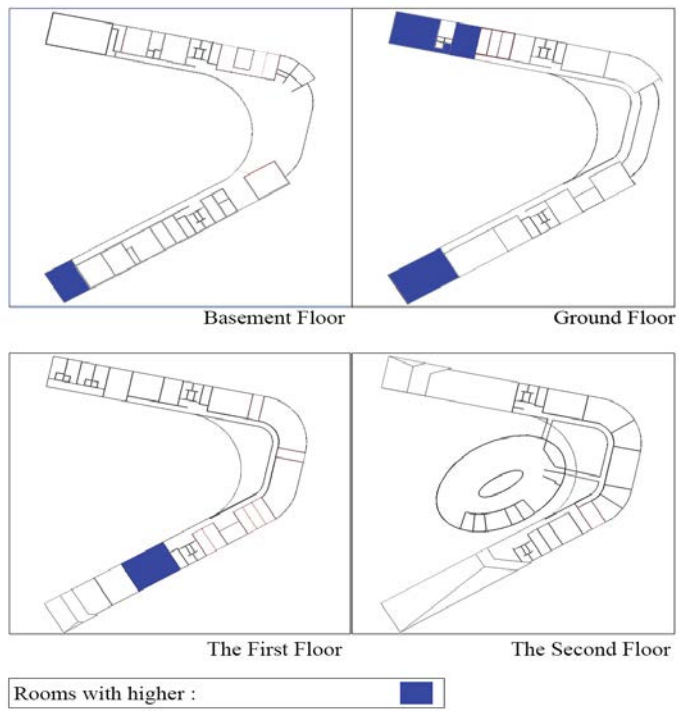 Basement Floor
Ground Floor
The First Floor
The Second Floor
Rooms with higher :